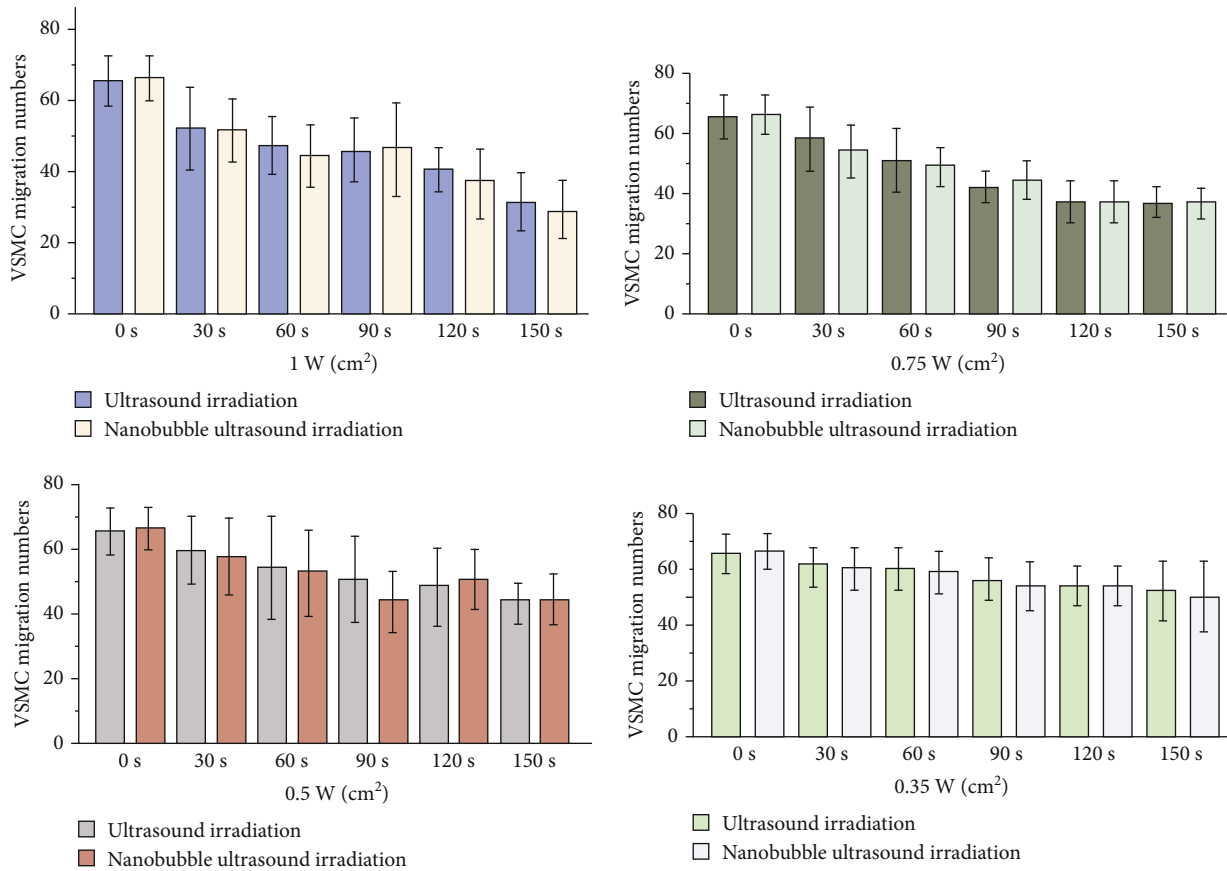 VSMC migration numbers
80
60
40
20
0
0 s 30 s 60 s 90 s 120 s 150 s
1 W (cm²)
Ultrasound irradiation
Nanobubble ultrasound irradiation
VSMC migration numbers
80
60
40
20
0
0 s 30 s 60 s 90 s 120 s 150 s
0.75 W (cm²)
Ultrasound irradiation
Nanobubble ultrasound irradiation
VSMC migration numbers
80
60
40
20
0
0 s 30 s 60 s 90 s 120 s 150 s
0.5 W (cm²)
Ultrasound irradiation
Nanobubble ultrasound irradiation
VSMC migration numbers
80
60
40
20
0
0 s 30 s 60 s 90 s 120 s 150 s
0.35 W (cm²)
Ultrasound irradiation
Nanobubble ultrasound irradiation